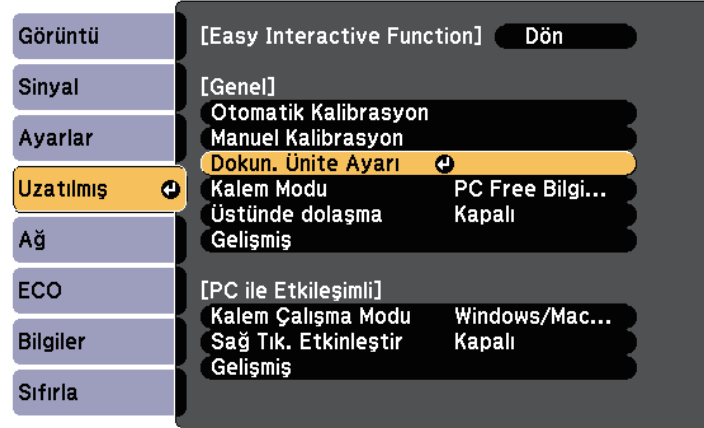 Görüntü
Sinyal
Ayarlar
Uzatılmış
Ağ
ECO
Bilgiler
Sıfırla
[Easy Interactive Function] Dön
[Genel]
Otomatik Kalibrasyon
Manuel Kalibrasyon
Dokun. Ünite Ayarı
Kalem Modu PC Free Bilgi...
Üstünde dolaşma Kapalı
Gelişmiş
[PC ile Etkileşimli]
Kalem Çalışma Modu Windows/Mac...
Sağ Tık. Etkinleştir Kapalı
Gelişmiş